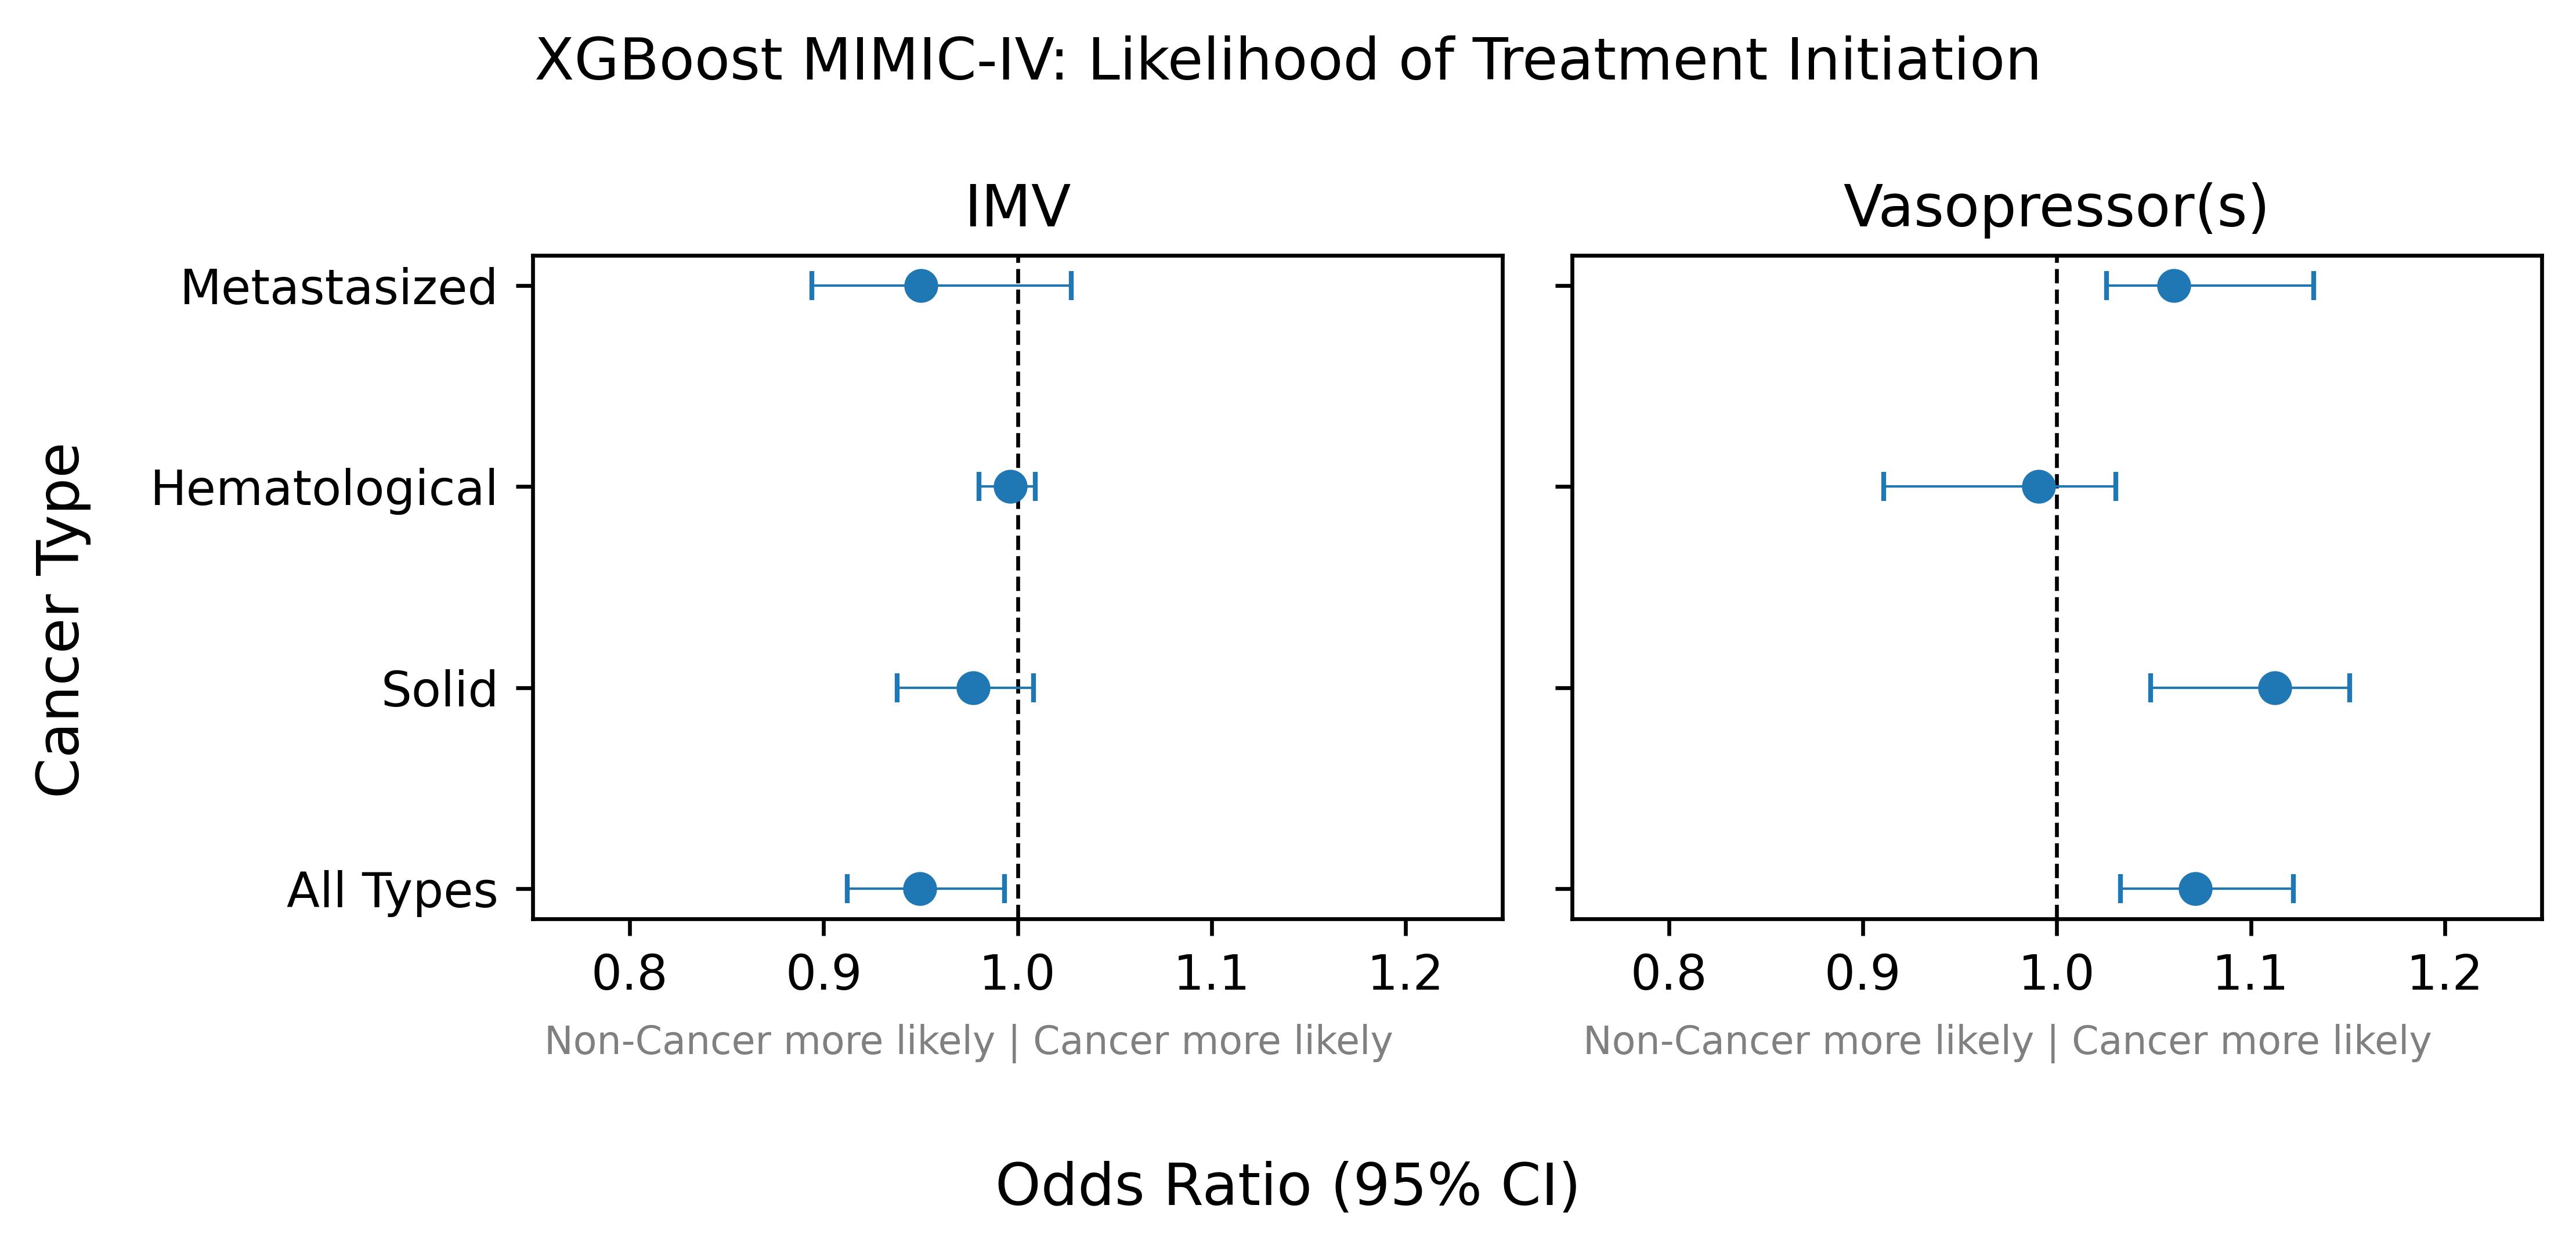 XGBoost MIMIC-IV: Likelihood of Treatment Initiation
IMV
Vasopressor(s)
Cancer Type
Metastasized
Hematological
Solid
All Types
0.8 0.9 1.0 1.1 1.2
0.8 0.9 1.0 1.1 1.2
Non-Cancer more likely | Cancer more likely
Non-Cancer more likely | Cancer more likely
Odds Ratio (95% CI)